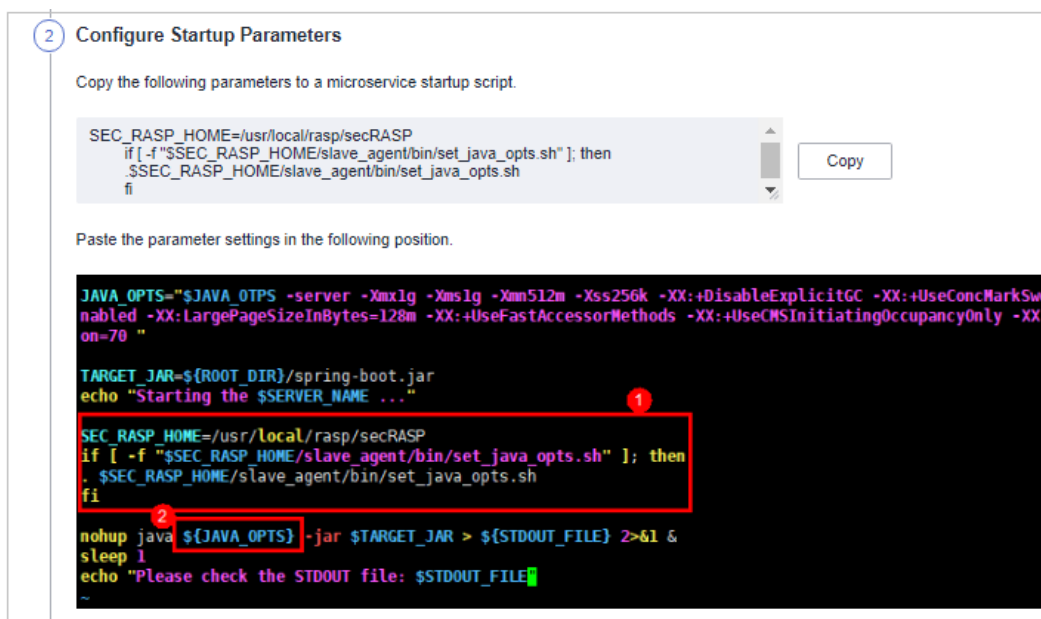 2 Configure Startup Parameters
Copy the following parameters to a microservice startup script.
SEC_RASP_HOME=/usr/local/rasp/secRASP
if [ -f "$SEC_RASP_HOME/slave_agent/bin/set_java_opts.sh" ]; then
.$SEC_RASP_HOME/slave_agent/bin/set_java_opts.sh
fi
Copy
Paste the parameter settings in the following position.
JAVA_OPTS="$JAVA_OTPS -server -Xmx1g -Xms1g -Xmn512m -Xss256k -XX:+DisableExplicitGC -XX:+UseConcMarkSw
nabled -XX:LargePageSizeInBytes=128m -XX:+UseFastAccessorMethods -XX:+UseCMSInitiatingOccupancyOnly -XX
on=70 "
TARGET_JAR=${ROOT_DIR}/spring-boot.jar
echo "Starting the $SERVER_NAME ..."
1
SEC_RASP_HOME=/usr/local/rasp/secRASP
if [ -f "$SEC_RASP_HOME/slave_agent/bin/set_java_opts.sh" ]; then
. $SEC_RASP_HOME/slave_agent/bin/set_java_opts.sh
fi
2
nohup java ${JAVA_OPTS} -jar $TARGET_JAR > ${STDOUT_FILE} 2>&1 &
sleep 1
echo "Please check the STDOUT file: $STDOUT_FILE"
~